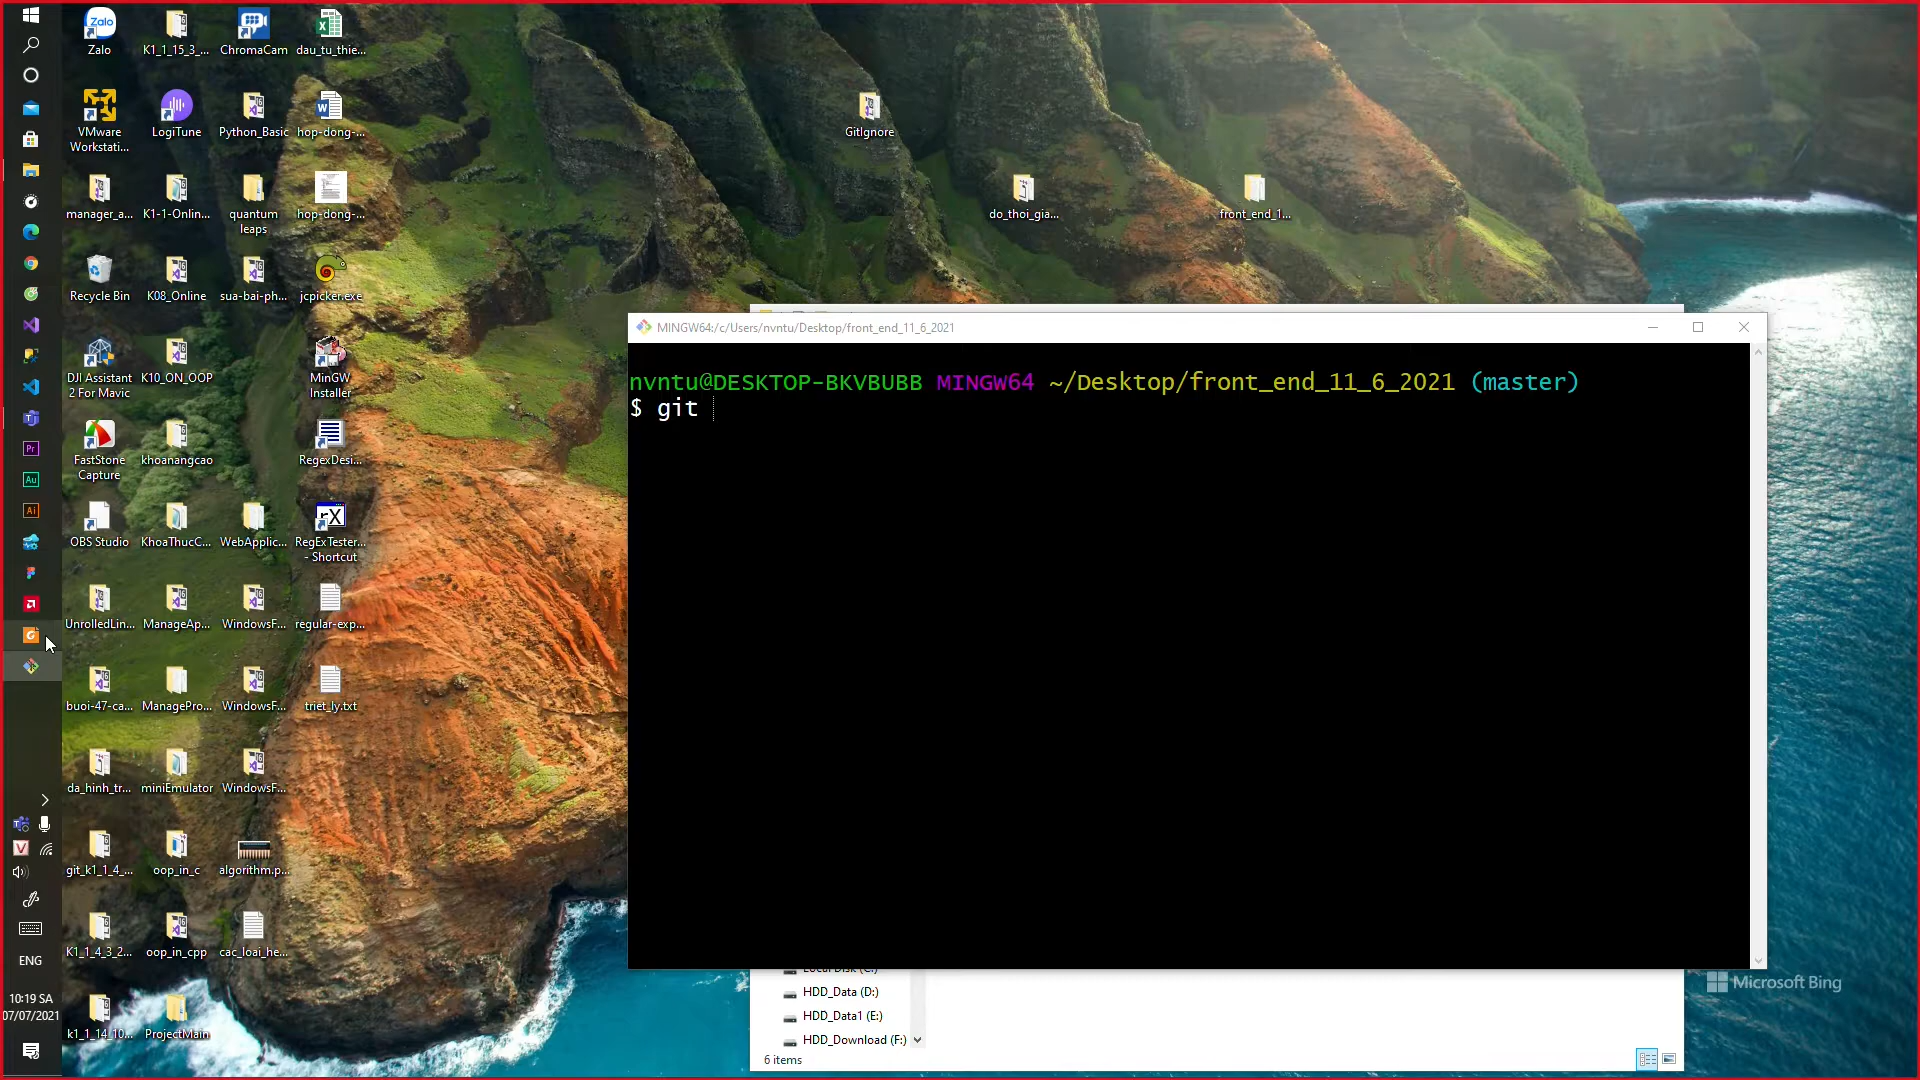 Zalo
K1_1_15_3_...
ChromaCam
dau_tu_thie...
VMware
Workstati...
LogiTune
Python_Basic
hop-dong-...
GitIgnore
manager_a...
K1-1-Onlin...
quantum
leaps
hop-dong-...
do_thoi_gia...
front_end_1...
Recycle Bin
K08_Online
sua-bai-ph...
jcpicker.exe
DJI Assistant
2 For Mavic
K10_ON_OOP
MinGW
Installer
FastStone
Capture
khoanangcao
RegexDesi...
OBS Studio
KhoaThucC...
WebApplic...
RegExTester...
- Shortcut
UnrolledLin...
ManageAp...
WindowsF...
regular-exp...
buoi-47-ca...
ManagePro...
WindowsF...
triet_ly.txt
da_hinh_tr...
miniEmulator
WindowsF...
git_k1_1_4_...
oop_in_c
algorithm.p...
K1_1_4_3_2...
oop_in_cpp
cac_loai_he...
k1_1_14_10...
ProjectMain
Pr
Au
Ai
ENG
10:19 SA
07/07/2021
MINGW64:/c/Users/nvntu/Desktop/front_end_11_6_2021
nvntu@DESKTOP-BKVBUBB MINGW64 ~/Desktop/front_end_11_6_2021 (master)
$ git
Local Disk (C:)
HDD_Data (D:)
HDD_Data1 (E:)
HDD_Download (F:)
6 items
Microsoft Bing